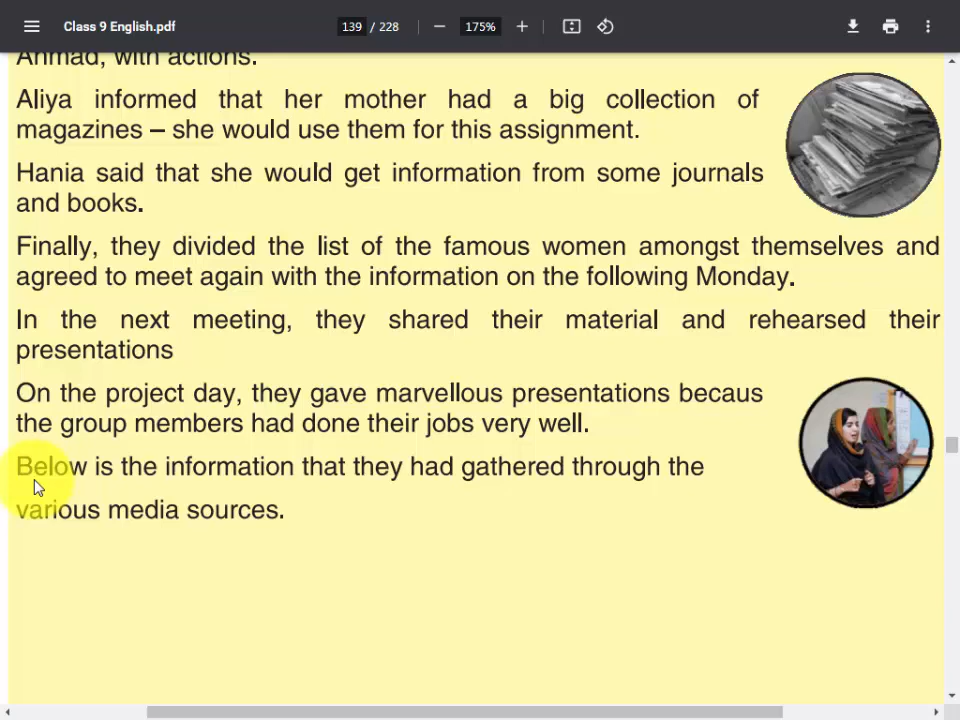 Class 9 English.pdf
139 / 228
175%
Ahmad, with actions.
Aliya informed that her mother had a big collection of
magazines – she would use them for this assignment.
Hania said that she would get information from some journals
and books.
Finally, they divided the list of the famous women amongst themselves and
agreed to meet again with the information on the following Monday.
In the next meeting, they shared their material and rehearsed their
presentations
On the project day, they gave marvellous presentations becaus
the group members had done their jobs very well.
Below is the information that they had gathered through the
various media sources.